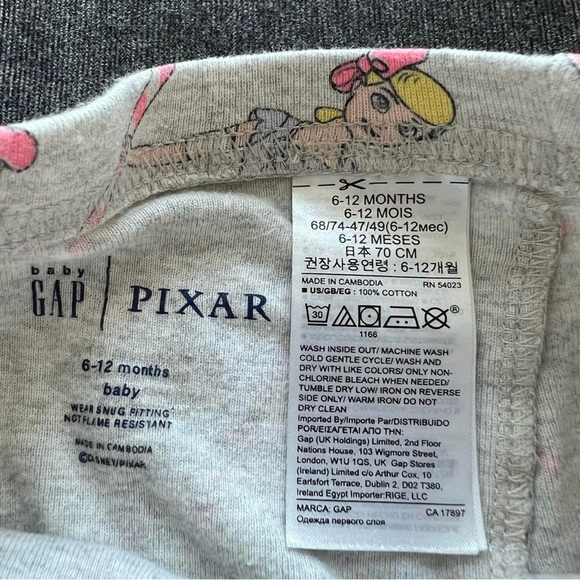 baby
GAP | PIXAR
6-12 months
baby
WEAR SNUG FITTING
NOT FLAME RESISTANT
MADE IN CAMBODIA
©DISNEY/PIXAR
6-12 MONTHS
6-12 MOIS
68/74-47/49(6-12мес)
6-12 MESES
日本 70 CM
권장사용연령 : 6-12개월
MADE IN CAMBODIA RN 54023
■ US/GB/EG : 100% COTTON
30
1166
WASH INSIDE OUT/ MACHINE WASH
COLD GENTLE CYCLE/ WASH AND
DRY WITH LIKE COLORS/ ONLY NON-
CHLORINE BLEACH WHEN NEEDED/
TUMBLE DRY LOW/ IRON ON REVERSE
SIDE ONLY/ WARM IRON/ DO NOT
DRY CLEAN
Imported By/Importe Par/DISTRIBUIDO
POR/ΕΙΣΑΓΕΤΑΙ ΑΠΟ ΤΗΝ :
Gap (UK Holdings) Limited, 2nd Floor
Nations House, 103 Wigmore Street,
London, W1U 1QS, UK Gap Stores
(Ireland) Limited c/o Arthur Cox, 10
Earlsfort Terrace, Dublin 2, D02 T380,
Ireland Egypt Importer:RIGE, LLC
MARCA: GAP CA 17897
Одежда первого слоя